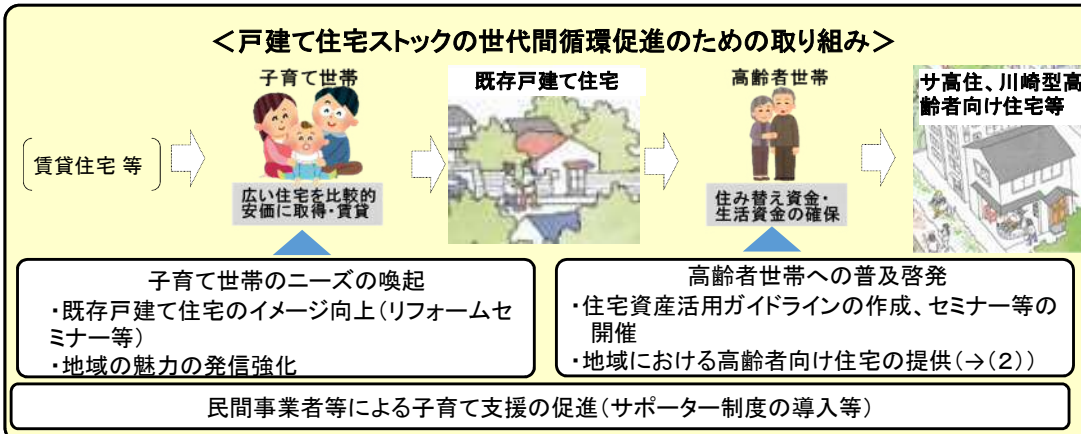 ＜戸建て住宅ストックの世代間循環促進のための取り組み＞
子育て世帯
既存戸建て住宅
高齢者世帯
サ高住、川崎型高
齢者向け住宅等
賃貸住宅 等
広い住宅を比較的
安価に取得・賃貸
住み替え資金・
生活資金の確保
子育て世帯のニーズの喚起
・既存戸建て住宅のイメージ向上（リフォームセ
ミナー等）
・地域の魅力の発信強化
高齢者世帯への普及啓発
・住宅資産活用ガイドラインの作成、セミナー等の
開催
・地域における高齢者向け住宅の提供（→（２））
民間事業者等による子育て支援の促進（サポーター制度の導入等）